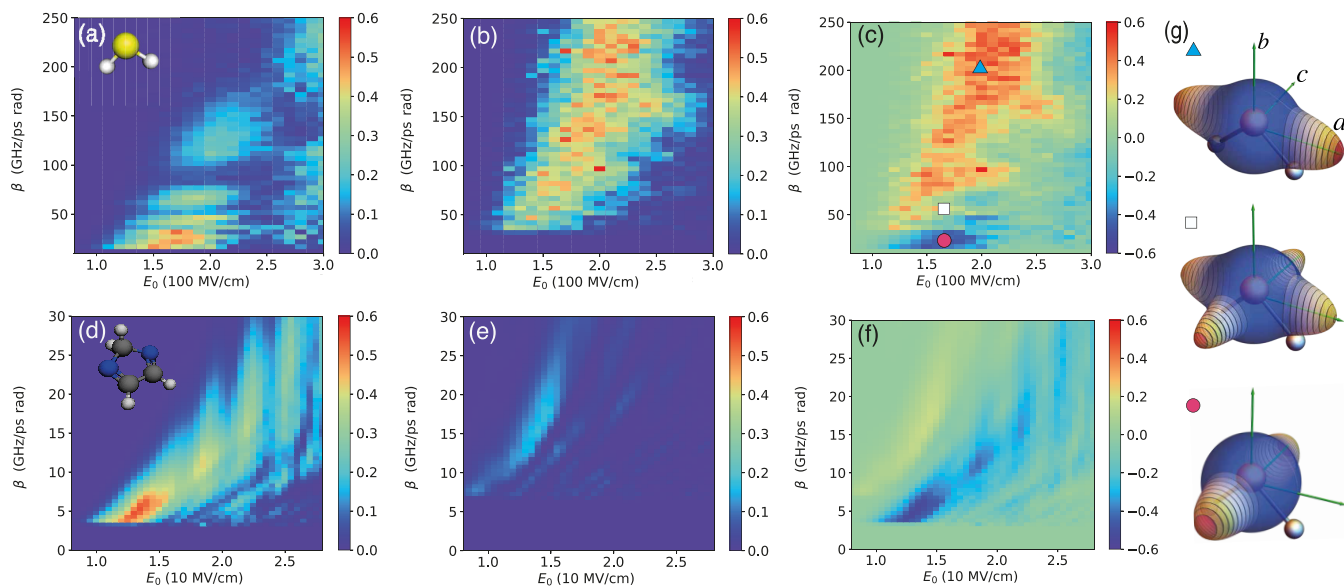 (a)
250
200
150
100
50
β (GHz/ps rad)
1.0 1.5 2.0 2.5 3.0
E₀ (100 MV/cm)
0.6
0.5
0.4
0.3
0.2
0.1
0.0
(b)
250
200
150
100
50
β (GHz/ps rad)
1.0 1.5 2.0 2.5 3.0
E₀ (100 MV/cm)
0.6
0.5
0.4
0.3
0.2
0.1
0.0
(c)
250
200
150
100
50
β (GHz/ps rad)
1.0 1.5 2.0 2.5 3.0
E₀ (100 MV/cm)
0.6
0.4
0.2
0.0
−0.2
−0.4
−0.6
(g)
b
c
a
(d)
30
25
20
15
10
5
0
β (GHz/ps rad)
1.0 1.5 2.0 2.5
E₀ (10 MV/cm)
0.6
0.5
0.4
0.3
0.2
0.1
0.0
(e)
30
25
20
15
10
5
0
β (GHz/ps rad)
1.0 1.5 2.0 2.5
E₀ (10 MV/cm)
0.6
0.5
0.4
0.3
0.2
0.1
0.0
(f)
30
25
20
15
10
5
0
β (GHz/ps rad)
1.0 1.5 2.0 2.5
E₀ (10 MV/cm)
0.6
0.4
0.2
0.0
−0.2
−0.4
−0.6